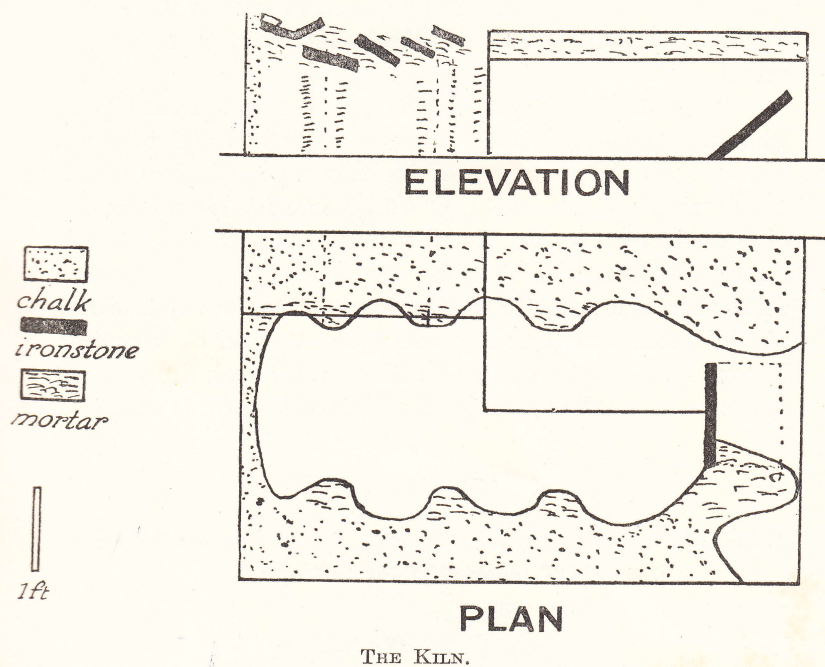 ELEVATION
chalk
ironstone
mortar
1ft
PLAN
THE KILN.